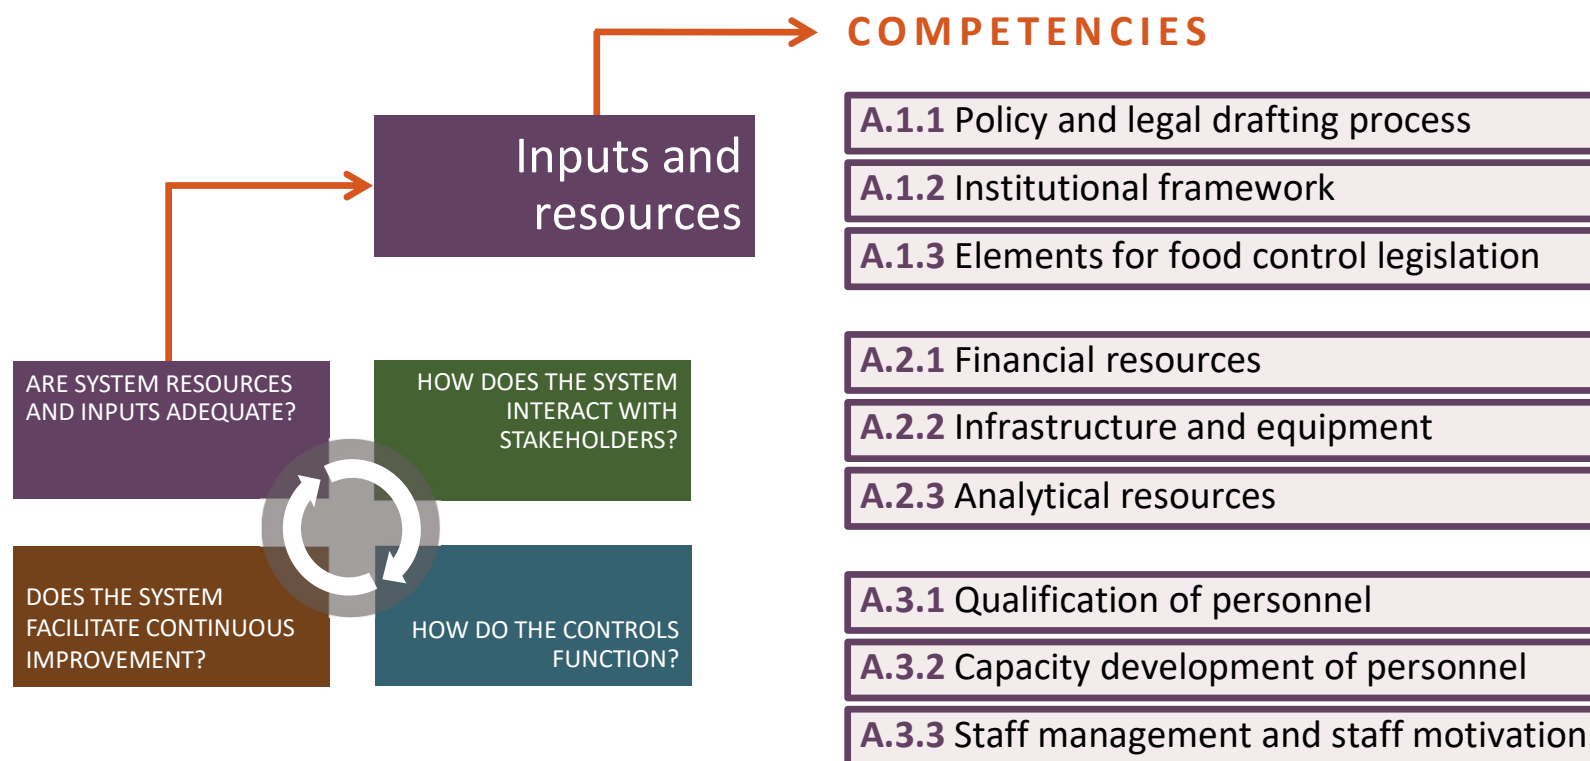 COMPETENCIES
Inputs and
resources
ARE SYSTEM RESOURCES
AND INPUTS ADEQUATE?
HOW DOES THE SYSTEM
INTERACT WITH
STAKEHOLDERS?
DOES THE SYSTEM
FACILITATE CONTINUOUS
IMPROVEMENT?
HOW DO THE CONTROLS
FUNCTION?
A.1.1 Policy and legal drafting process
A.1.2 Institutional framework
A.1.3 Elements for food control legislation
A.2.1 Financial resources
A.2.2 Infrastructure and equipment
A.2.3 Analytical resources
A.3.1 Qualification of personnel
A.3.2 Capacity development of personnel
A.3.3 Staff management and staff motivation